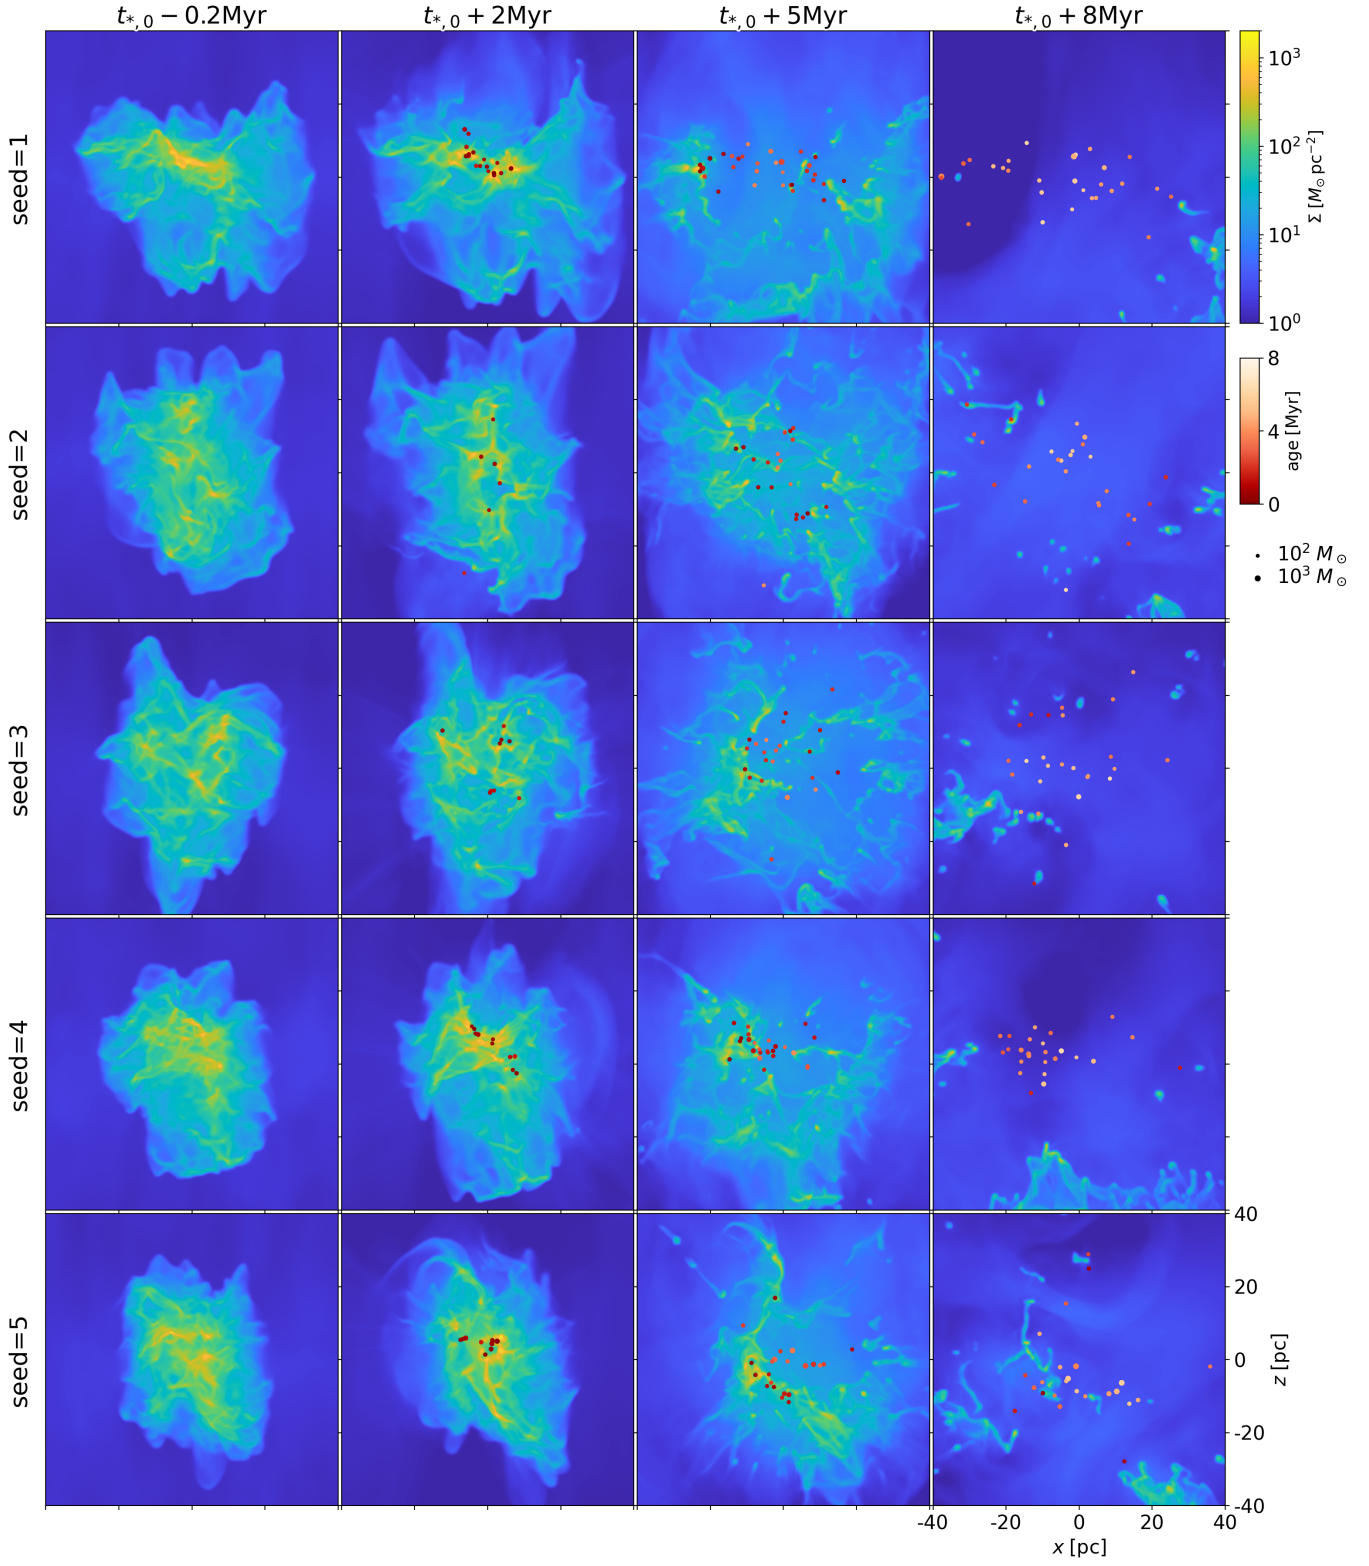 t*,0 − 0.2Myr t*,0 + 2Myr t*,0 + 5Myr t*,0 + 8Myr
seed=1
10³
10²
10¹
10⁰
Σ [M⊙ pc⁻²]
seed=2
8
4
0
age [Myr]
10² M⊙
10³ M⊙
seed=3
seed=4
seed=5
40
20
0
-20
-40
z [pc]
-40 -20 0 20 40
x [pc]